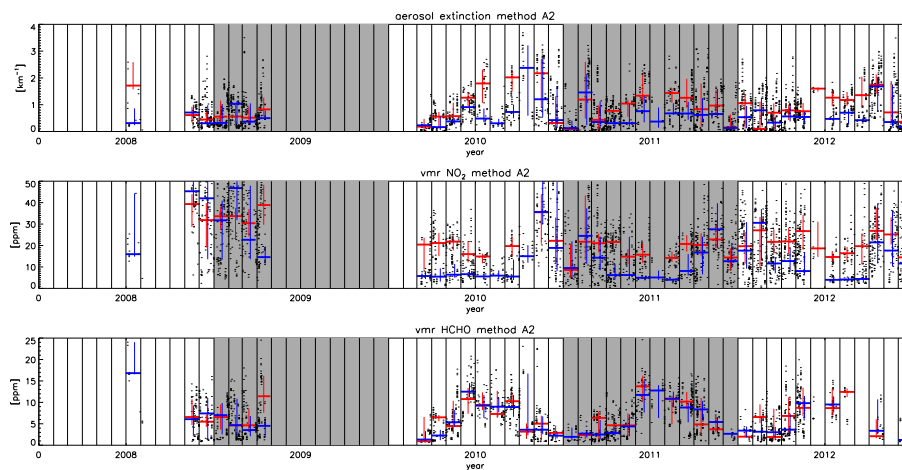 aerosol extinction method A2
4
3
2
1
0
[km⁻¹]
0 2008 2009 2010 2011 2012
year
vmr NO₂ method A2
50
40
30
20
10
0
[ppm]
0 2008 2009 2010 2011 2012
year
vmr HCHO method A2
25
20
15
10
5
0
[ppm]
0 2008 2009 2010 2011 2012
year